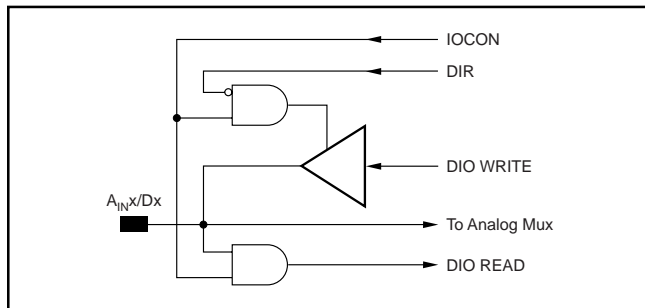 IOCON
DIR
DIO WRITE
AINx/Dx
To Analog Mux
DIO READ